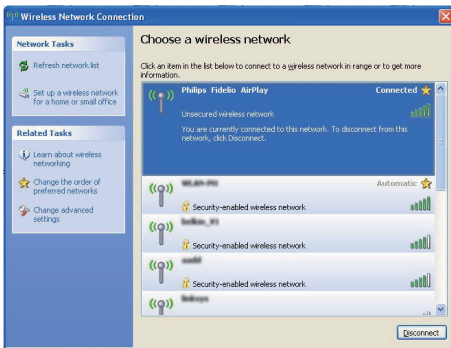 Wireless Network Connection
Network Tasks
Refresh network list
Set up a wireless network
for a home or small office
Related Tasks
Learn about wireless
networking
Change the order of
preferred networks
Change advanced
settings
Choose a wireless network
Click an item in the list below to connect to a wireless network in range or to get more
information.
Philips Fidelio AirPlay Connected
Unsecured wireless network
You are currently connected to this network. To disconnect from this
network, click Disconnect.
Automatic
Security-enabled wireless network
Security-enabled wireless network
Security-enabled wireless network
Disconnect